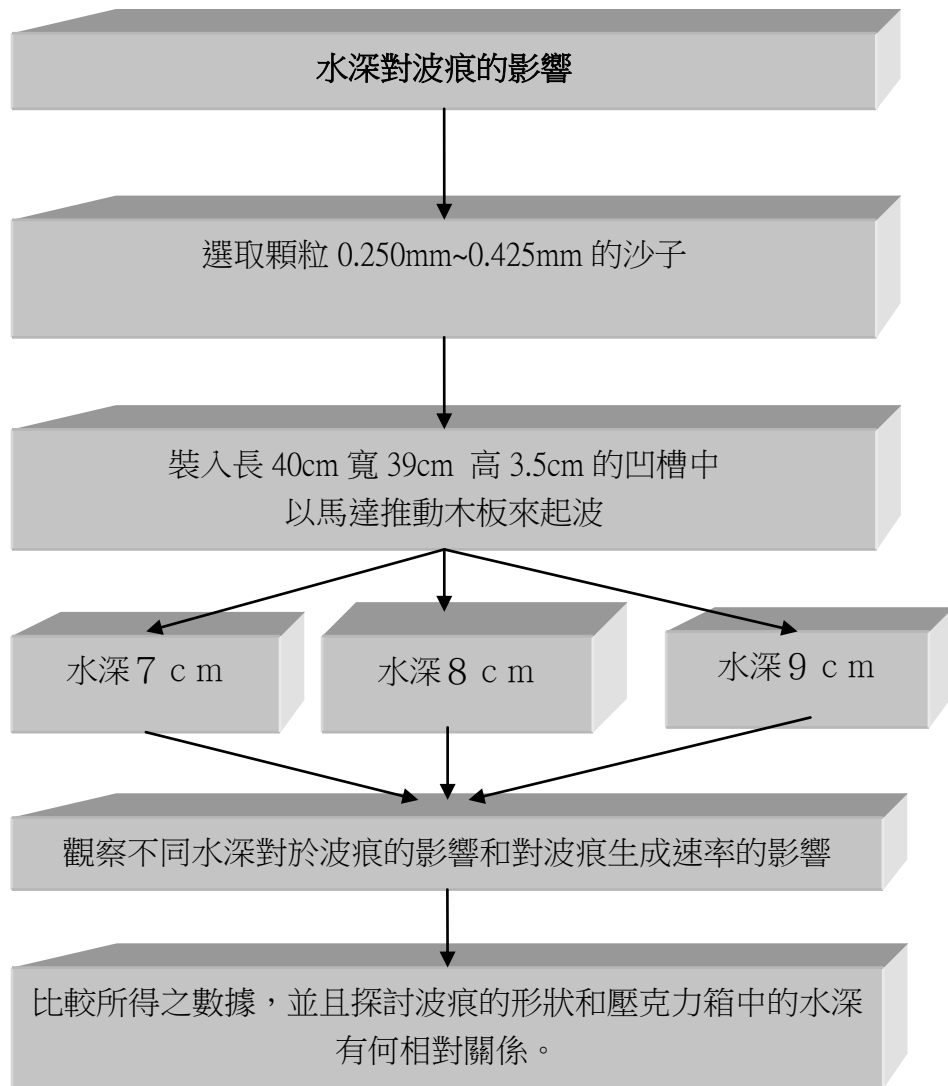 水深對波痕的影響
選取顆粒 0.250mm~0.425mm 的沙子
裝入長 40cm 寬 39cm 高 3.5cm 的凹槽中
以馬達推動木板來起波
水深７ｃｍ
水深８ｃｍ
水深９ｃｍ
觀察不同水深對於波痕的影響和對波痕生成速率的影響
比較所得之數據，並且探討波痕的形狀和壓克力箱中的水深
有何相對關係。